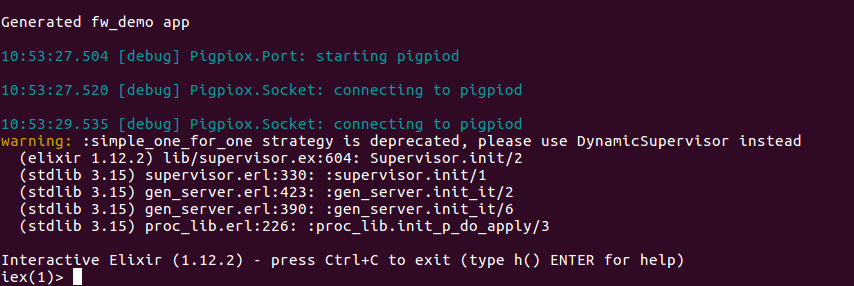 Generated fw_demo app
10:53:27.504 [debug] Pigpiox.Port: starting pigpiod
10:53:27.520 [debug] Pigpiox.Socket: connecting to pigpiod
10:53:29.535 [debug] Pigpiox.Socket: connecting to pigpiod
warning: :simple_one_for_one strategy is deprecated, please use DynamicSupervisor instead
  (elixir 1.12.2) lib/supervisor.ex:604: Supervisor.init/2
  (stdlib 3.15) supervisor.erl:330: :supervisor.init/1
  (stdlib 3.15) gen_server.erl:423: :gen_server.init_it/2
  (stdlib 3.15) gen_server.erl:390: :gen_server.init_it/6
  (stdlib 3.15) proc_lib.erl:226: :proc_lib.init_p_do_apply/3
Interactive Elixir (1.12.2) - press Ctrl+C to exit (type h() ENTER for help)
iex(1)>